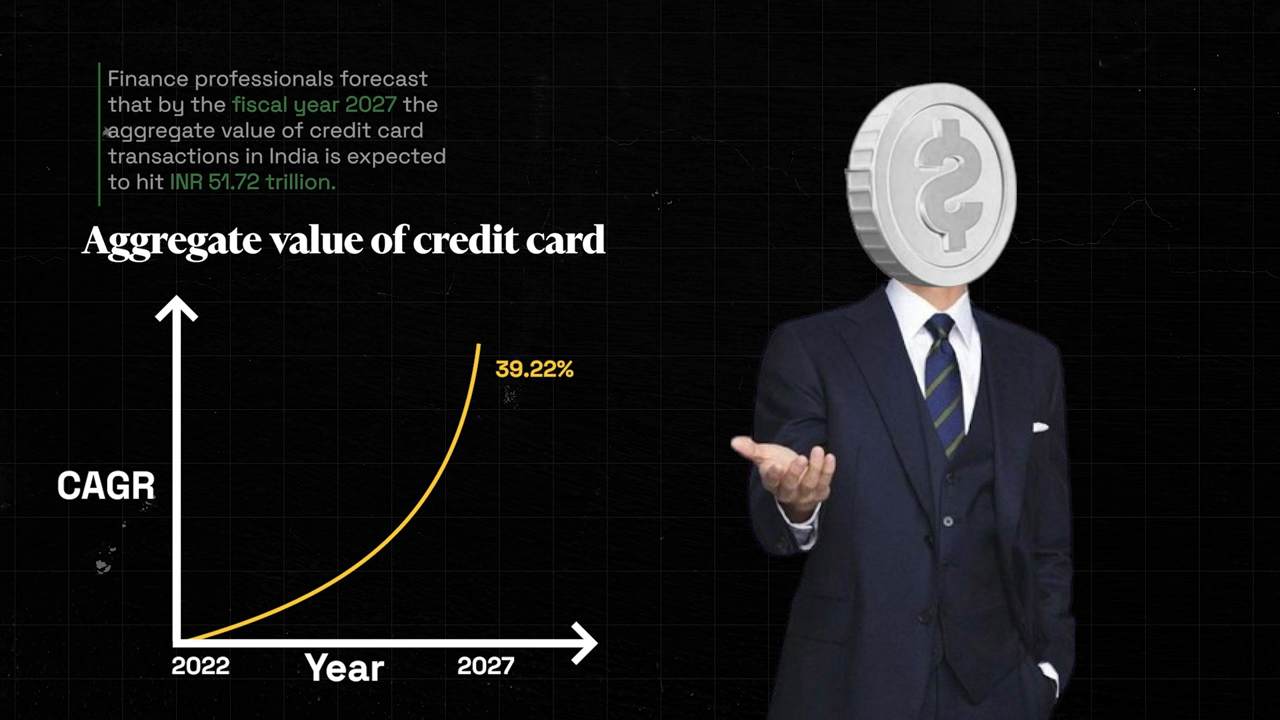 Finance professionals forecast
that by the fiscal year 2027 the
aggregate value of credit card
transactions in India is expected
to hit INR 51.72 trillion.
Aggregate value of credit card
39.22%
CAGR
2022
Year
2027